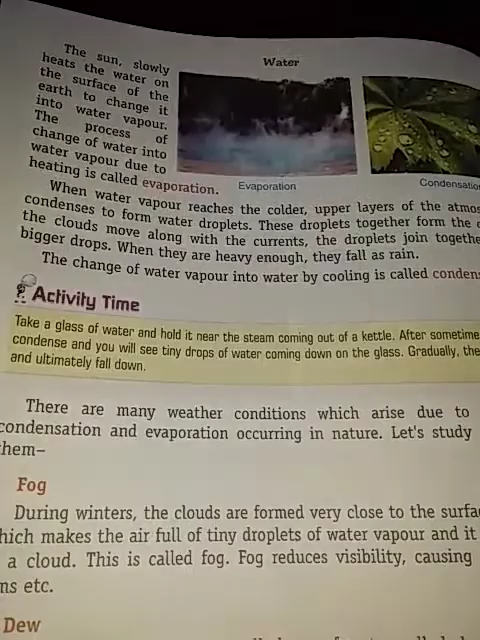 Water
The sun, slowly
heats the water on
the surface of the
earth to change it
into water vapour.
The process of
change of water into
water vapour due to
heating is called evaporation.
Evaporation
Condensatio
When water vapour reaches the colder, upper layers of the atmos
condenses to form water droplets. These droplets together form the
the clouds move along with the currents, the droplets join togethe
bigger drops. When they are heavy enough, they fall as rain.
The change of water vapour into water by cooling is called conden
Activity Time
Take a glass of water and hold it near the steam coming out of a kettle. After sometime
condense and you will see tiny drops of water coming down on the glass. Gradually, the
and ultimately fall down.
There are many weather conditions which arise due to
condensation and evaporation occurring in nature. Let's study
them–
Fog
During winters, the clouds are formed very close to the surfa
hich makes the air full of tiny droplets of water vapour and it
a cloud. This is called fog. Fog reduces visibility, causing
ns etc.
Dew